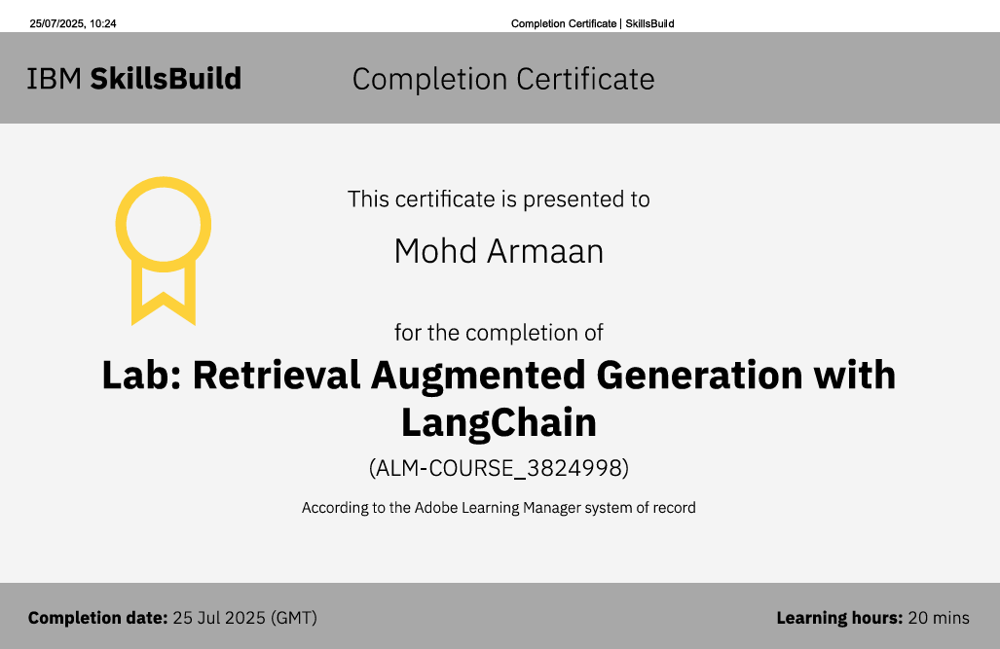 25/07/2025, 10:24
Completion Certificate | SkillsBuild
IBM SkillsBuild
Completion Certificate
This certificate is presented to
Mohd Armaan
for the completion of
Lab: Retrieval Augmented Generation with
LangChain
(ALM-COURSE_3824998)
According to the Adobe Learning Manager system of record
Completion date: 25 Jul 2025 (GMT)
Learning hours: 20 mins